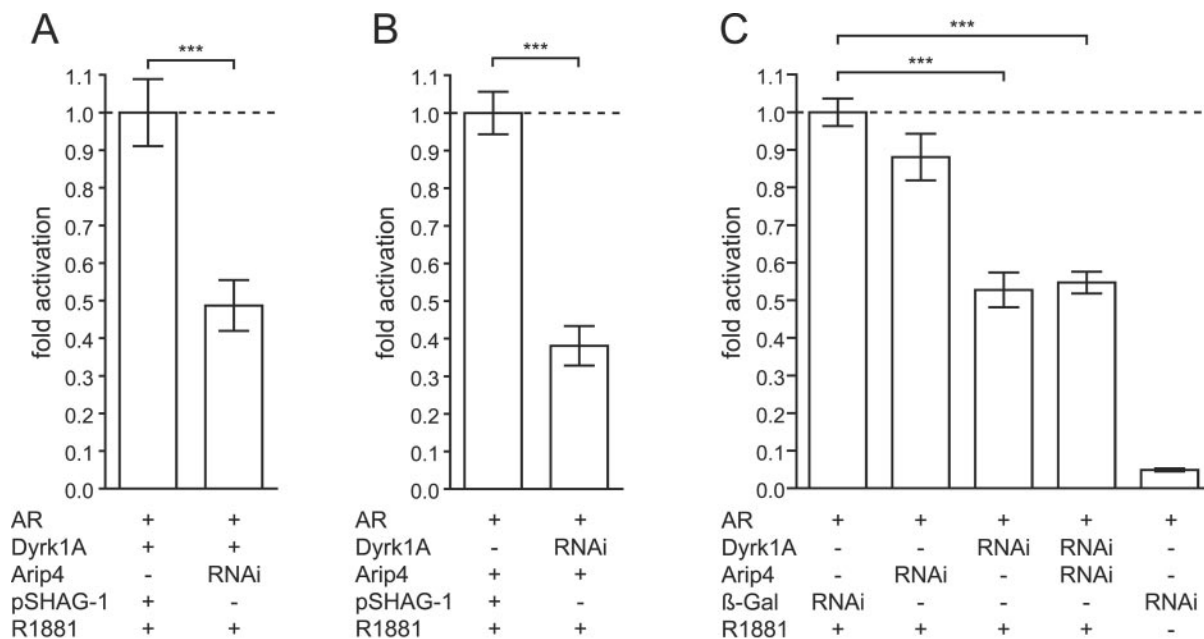 A
***
1.1
1.0
0.9
0.8
0.7
0.6
0.5
0.4
0.3
0.2
0.1
0.0
fold activation
AR + +
Dyrk1A + +
Arip4 - RNAi
pSHAG-1 + -
R1881 + +
B
***
1.1
1.0
0.9
0.8
0.7
0.6
0.5
0.4
0.3
0.2
0.1
0.0
fold activation
AR + +
Dyrk1A - RNAi
Arip4 + +
pSHAG-1 + -
R1881 + +
C
***
***
1.1
1.0
0.9
0.8
0.7
0.6
0.5
0.4
0.3
0.2
0.1
0.0
fold activation
AR + + + + +
Dyrk1A - - RNAi RNAi -
Arip4 - RNAi - RNAi -
ß-Gal RNAi - - - RNAi
R1881 + + + + -